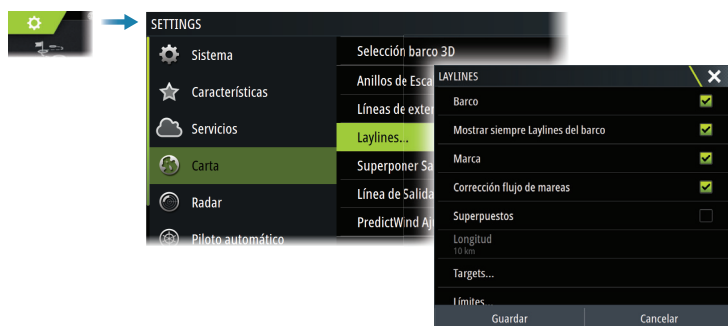 SETTINGS
Sistema
Características
Servicios
Carta
Radar
Piloto automático
Selección barco 3D
Anillos de Esca
Líneas de exter
Laylines...
Superponer Sa
Línea de Salida
PredictWind Aj
LAYLINES
Barco
Mostrar siempre Laylines del barco
Marca
Corrección flujo de mareas
Superpuestos
Longitud
10 km
Targets...
Límites...
Guardar
Cancelar